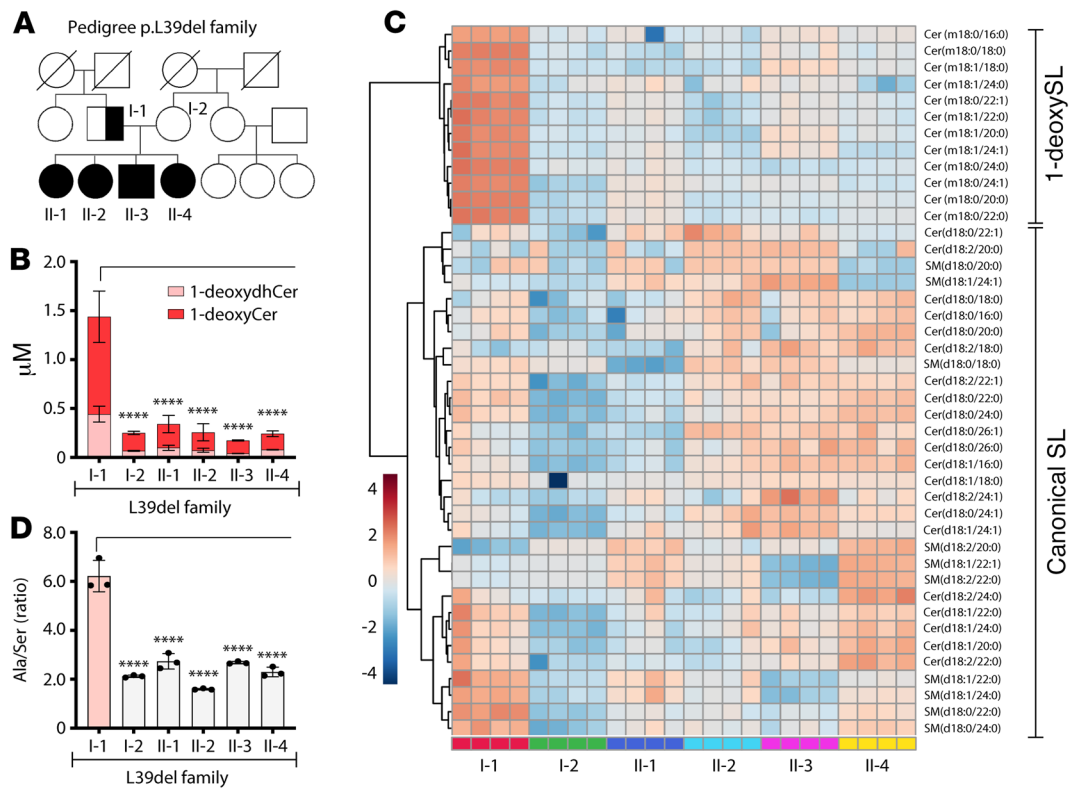 A
Pedigree p.L39del family
I-1
I-2
II-1 II-2 II-3 II-4
B
2.0
1.5
1.0
0.5
0
μM
1-deoxydhCer
1-deoxyCer
**** **** **** **** ****
I-1 I-2 II-1 II-2 II-3 II-4
L39del family
D
8.0
6.0
4.0
2.0
0
Ala/Ser (ratio)
**** **** **** **** ****
I-1 I-2 II-1 II-2 II-3 II-4
L39del family
C
4
2
0
-2
-4
Cer (m18:0/16:0)
Cer(m18:0/18:0)
Cer (m18:1/18:0)
Cer (m18:1/24:0)
Cer (m18:0/22:1)
Cer (m18:1/22:0)
Cer (m18:1/20:0)
Cer (m18:1/24:1)
Cer (m18:0/24:0)
Cer (m18:0/24:1)
Cer (m18:0/20:0)
Cer (m18:0/22:0)
Cer(d18:0/22:1)
Cer(d18:2/20:0)
SM(d18:0/20:0)
SM(d18:1/24:1)
Cer(d18:0/18:0)
Cer(d18:0/16:0)
Cer(d18:0/20:0)
Cer(d18:2/18:0)
SM(d18:0/18:0)
Cer(d18:2/22:1)
Cer(d18:0/22:0)
Cer(d18:0/24:0)
Cer(d18:0/26:1)
Cer(d18:0/26:0)
Cer(d18:1/16:0)
Cer(d18:1/18:0)
Cer(d18:2/24:1)
Cer(d18:0/24:1)
Cer(d18:1/24:1)
SM(d18:2/20:0)
SM(d18:1/22:1)
SM(d18:2/22:0)
Cer(d18:2/24:0)
Cer(d18:1/22:0)
Cer(d18:1/24:0)
Cer(d18:1/20:0)
Cer(d18:2/22:0)
SM(d18:1/22:0)
SM(d18:1/24:0)
SM(d18:0/22:0)
SM(d18:0/24:0)
1-deoxySL
Canonical SL
I-1 I-2 II-1 II-2 II-3 II-4